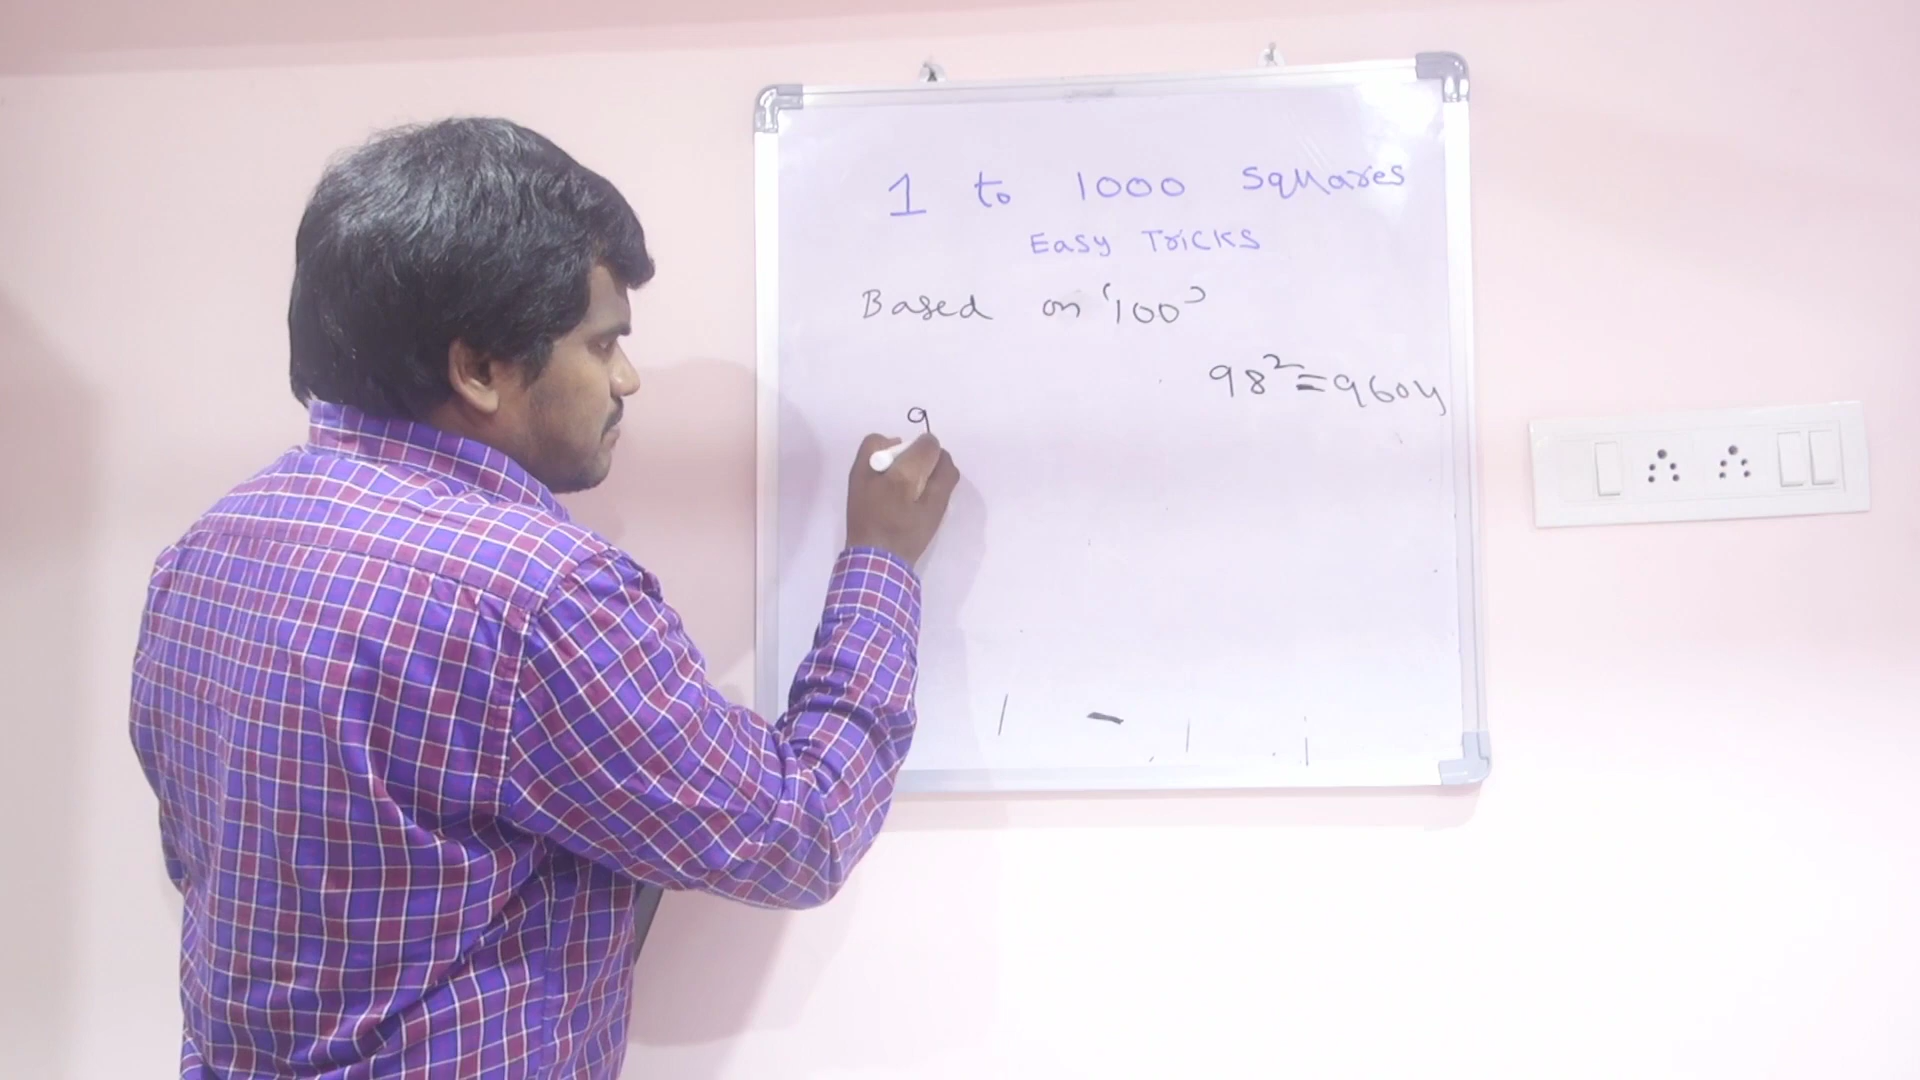 1 to 1000 squares
Easy Tricks
Based on '100'
98²=9604
9